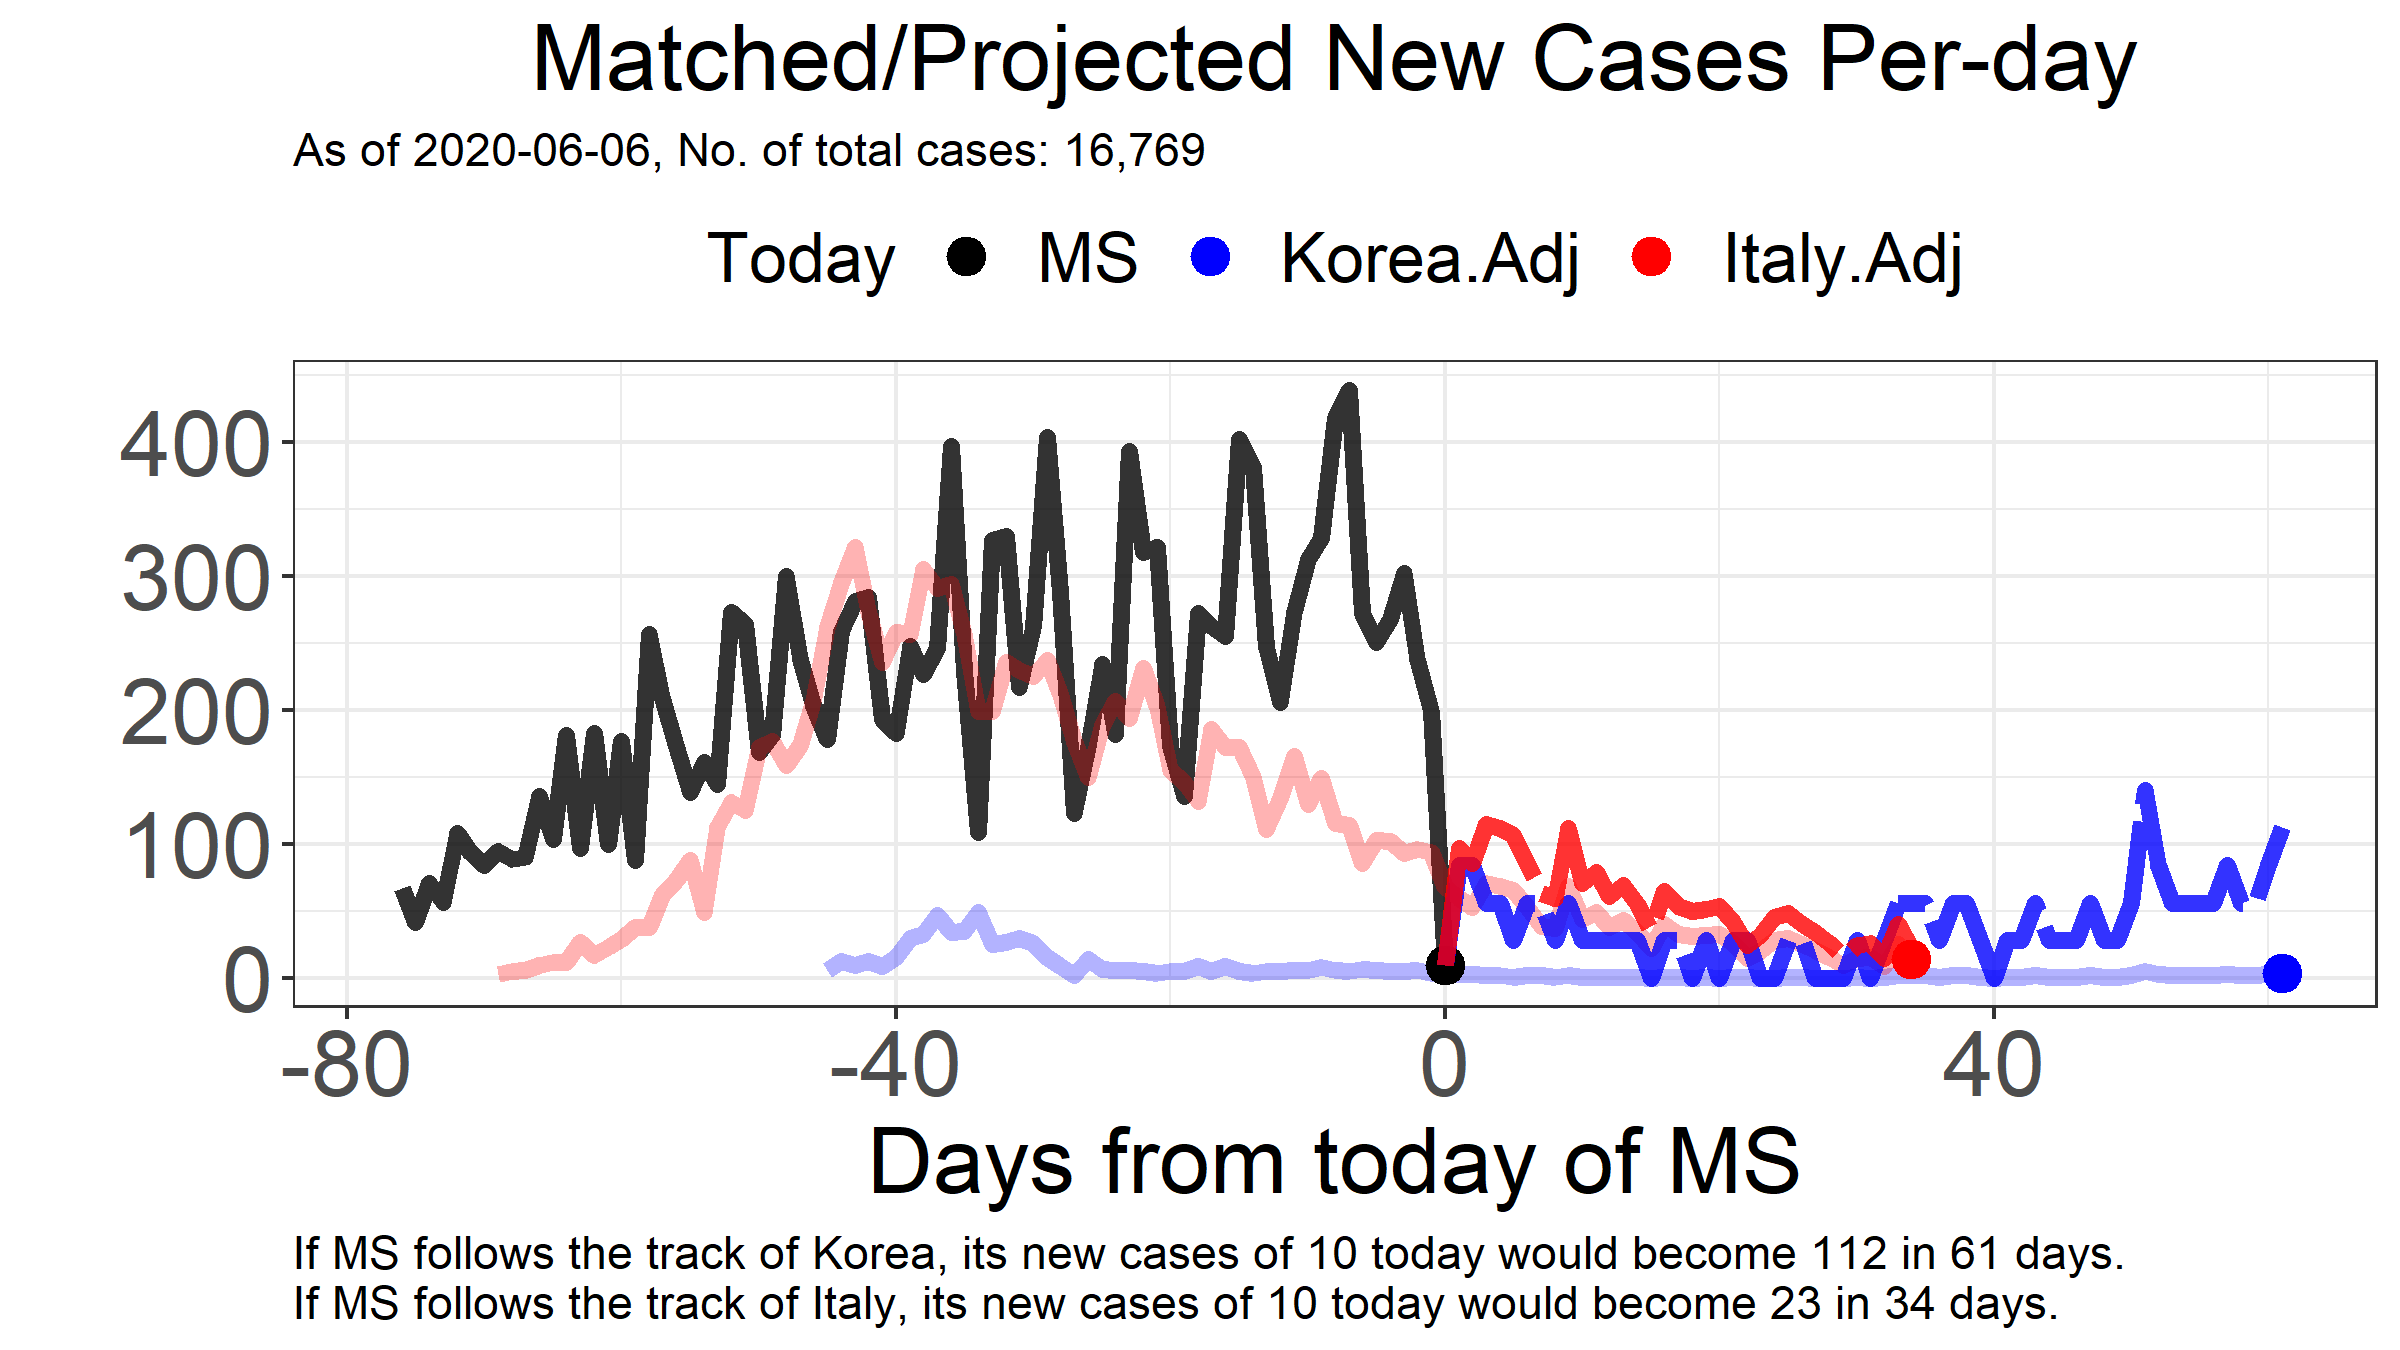 Matched/Projected New Cases Per-day
As of 2020-06-06, No. of total cases: 16,769
Today MS Korea.Adj Italy.Adj
400
300
200
100
0
-80 -40 0 40
Days from today of MS
If MS follows the track of Korea, its new cases of 10 today would become 112 in 61 days.
If MS follows the track of Italy, its new cases of 10 today would become 23 in 34 days.